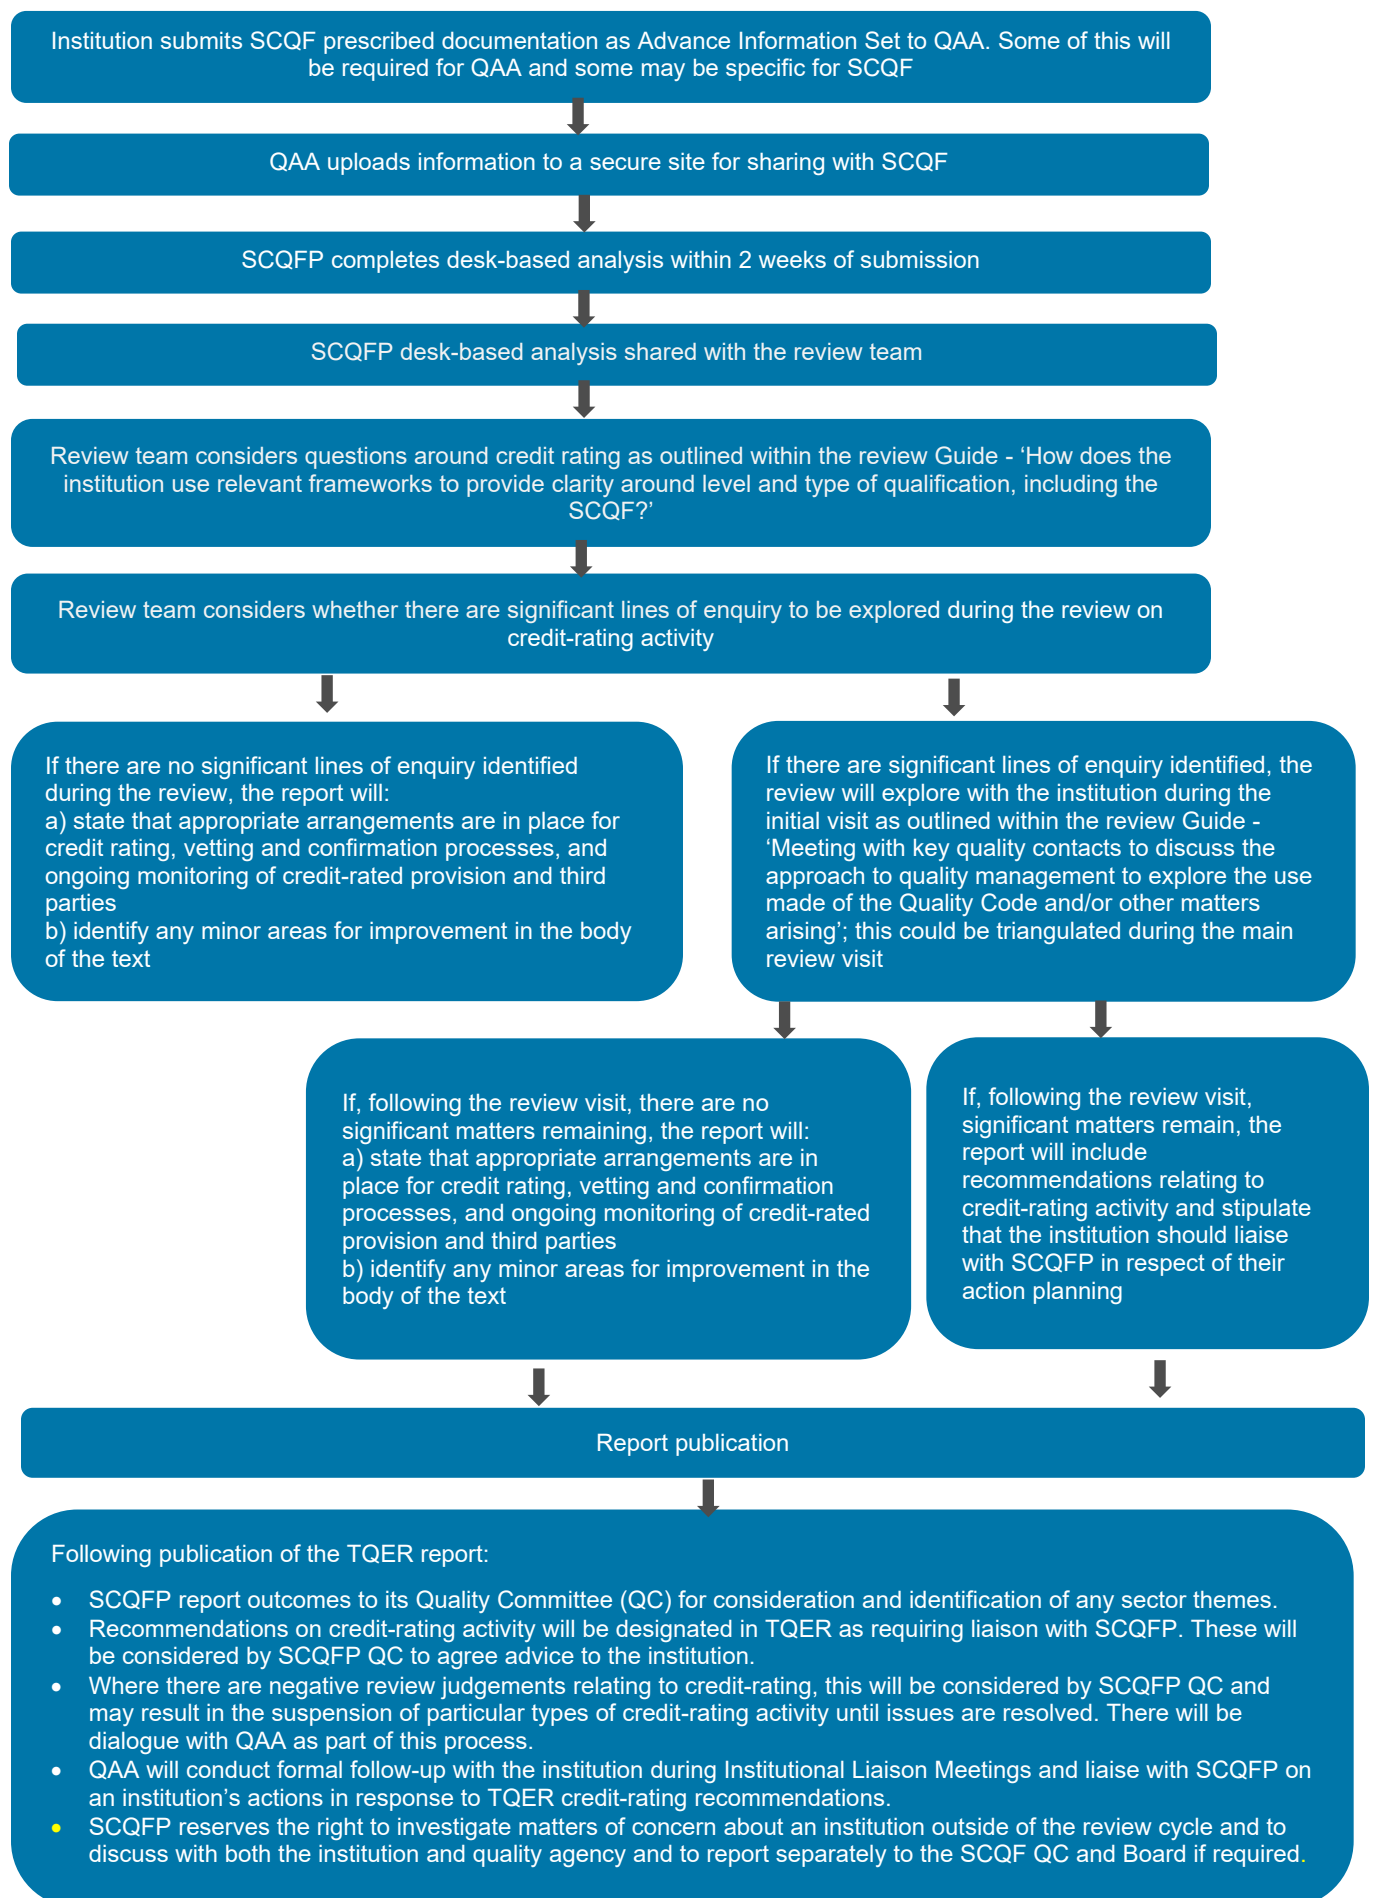 Institution submits SCQF prescribed documentation as Advance Information Set to QAA. Some of this will
be required for QAA and some may be specific for SCQF
QAA uploads information to a secure site for sharing with SCQF
SCQFP completes desk-based analysis within 2 weeks of submission
SCQFP desk-based analysis shared with the review team
Review team considers questions around credit rating as outlined within the review Guide - ‘How does the
institution use relevant frameworks to provide clarity around level and type of qualification, including the
SCQF?’
Review team considers whether there are significant lines of enquiry to be explored during the review on
credit-rating activity
If there are no significant lines of enquiry identified
during the review, the report will:
a) state that appropriate arrangements are in place for
credit rating, vetting and confirmation processes, and
ongoing monitoring of credit-rated provision and third
parties
b) identify any minor areas for improvement in the body
of the text
If there are significant lines of enquiry identified, the
review will explore with the institution during the
initial visit as outlined within the review Guide -
‘Meeting with key quality contacts to discuss the
approach to quality management to explore the use
made of the Quality Code and/or other matters
arising’; this could be triangulated during the main
review visit
If, following the review visit, there are no
significant matters remaining, the report will:
a) state that appropriate arrangements are in
place for credit rating, vetting and confirmation
processes, and ongoing monitoring of credit-rated
provision and third parties
b) identify any minor areas for improvement in the
body of the text
If, following the review visit,
significant matters remain, the
report will include
recommendations relating to
credit-rating activity and stipulate
that the institution should liaise
with SCQFP in respect of their
action planning
Report publication
Following publication of the TQER report:
• SCQFP report outcomes to its Quality Committee (QC) for consideration and identification of any sector themes.
• Recommendations on credit-rating activity will be designated in TQER as requiring liaison with SCQFP. These will
be considered by SCQFP QC to agree advice to the institution.
• Where there are negative review judgements relating to credit-rating, this will be considered by SCQFP QC and
may result in the suspension of particular types of credit-rating activity until issues are resolved. There will be
dialogue with QAA as part of this process.
• QAA will conduct formal follow-up with the institution during Institutional Liaison Meetings and liaise with SCQFP on
an institution’s actions in response to TQER credit-rating recommendations.
• SCQFP reserves the right to investigate matters of concern about an institution outside of the review cycle and to
discuss with both the institution and quality agency and to report separately to the SCQF QC and Board if required.